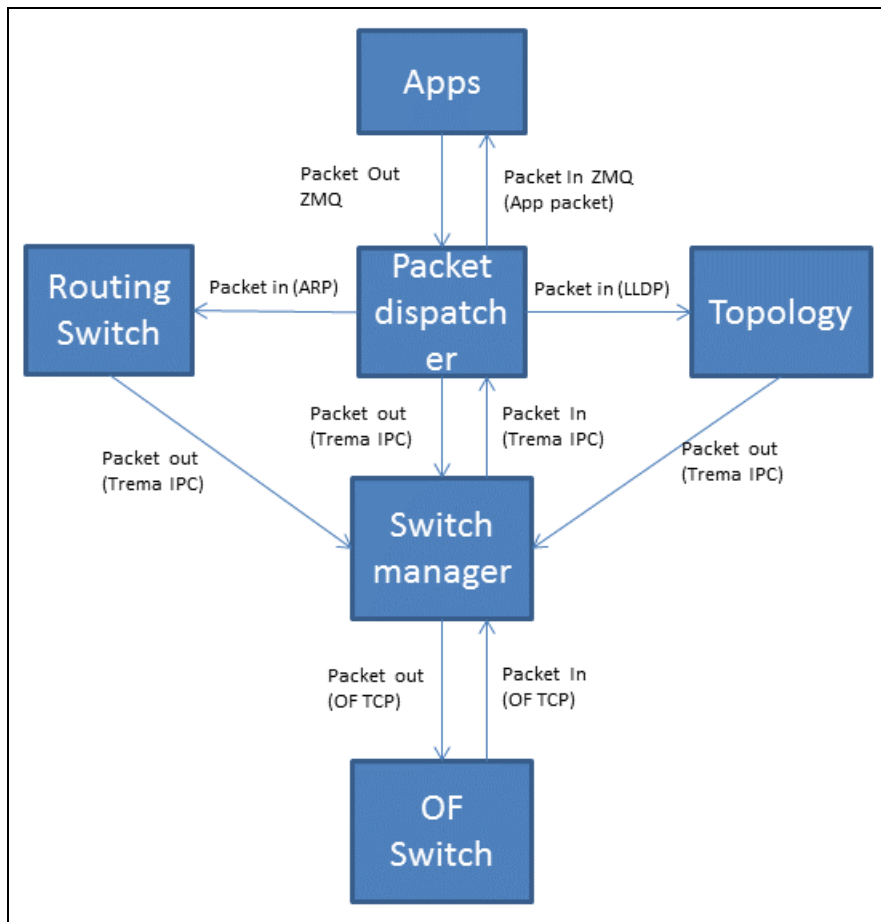 Apps
Packet Out
ZMQ
Packet In ZMQ
(App packet)
Routing
Switch
Packet in (ARP)
Packet
dispatch
er
Packet in (LLDP)
Topology
Packet out
(Trema IPC)
Packet In
(Trema IPC)
Packet out
(Trema IPC)
Packet out
(Trema IPC)
Switch
manager
Packet out
(OF TCP)
Packet In
(OF TCP)
OF
Switch